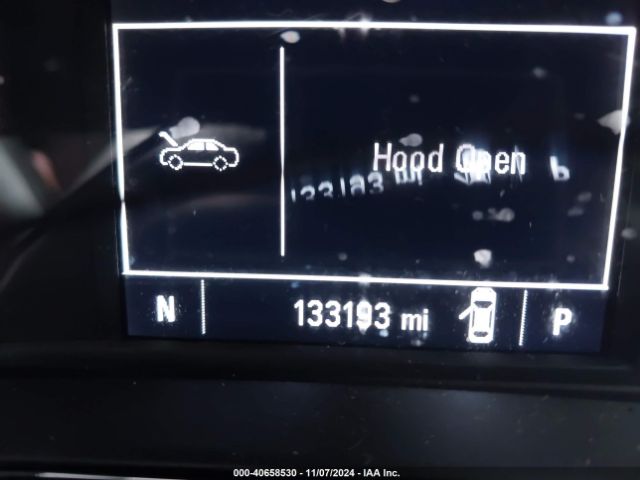 Hood Open
N 133193 mi P
000-40658530 - 11/07/2024 - IAA Inc.